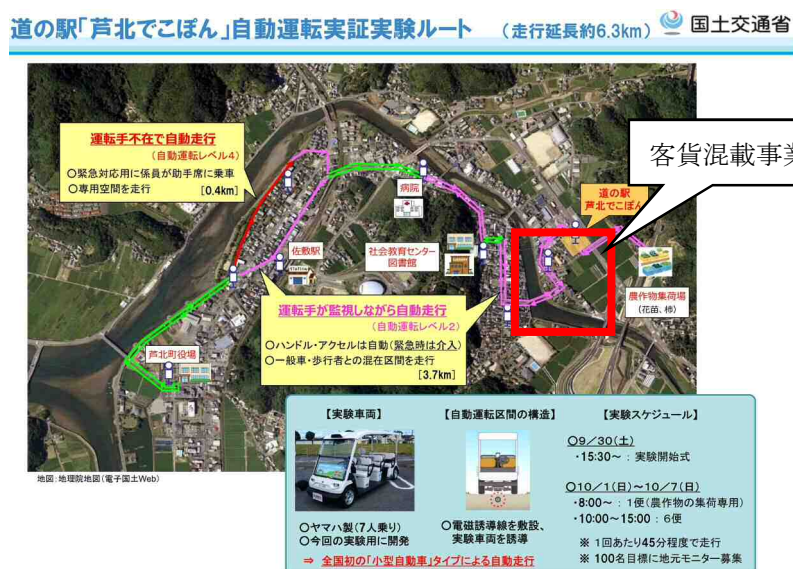 道の駅「芦北でこぽん」自動運転実証実験ルート （走行延長約6.3km）
国土交通省
運転手不在で自動走行
（自動運転レベル4）
○緊急対応用に係員が助手席に乗車
○専用空間を走行 [0.4km]
客貨混載事業
病院
道の駅
芦北でこぽん
佐敷駅
社会教育センター
図書館
農作物集荷場
（花苗、柿）
運転手が監視しながら自動走行
（自動運転レベル2）
○ハンドル・アクセルは自動（緊急時は介入）
○一般車・歩行者との混在区間を走行
[3.7km]
芦北町役場
地図：地理院地図（電子国土Web）
【実験車両】
○ヤマハ製（7人乗り）
○今回の実験用に開発
【自動運転区間の構造】
○電磁誘導線を敷設、
実験車両を誘導
⇒ 全国初の「小型自動車」タイプによる自動走行
【実験スケジュール】
○9／30（土）
・15:30～ ：実験開始式
○10／1（日）～10／7（日）
・8:00～ ：1便（農作物の集荷専用）
・10:00～15:00 ：6便
※ 1回あたり45分程度で走行
※ 100名目標に地元モニター募集